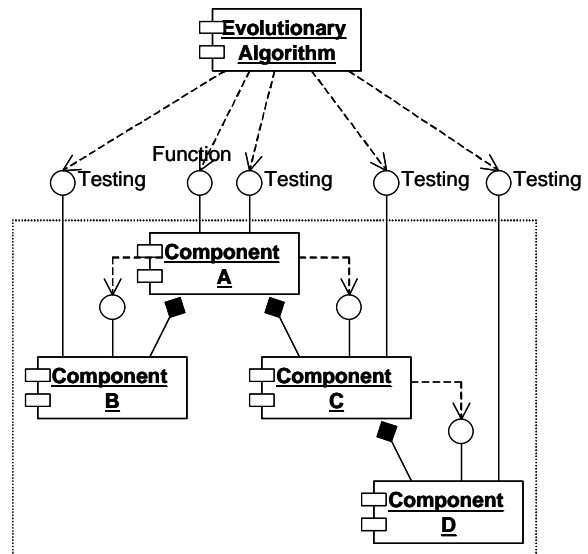 Evolutionary
Algorithm
Function
Testing
Testing
Testing
Testing
Component
A
Component
B
Component
C
Component
D